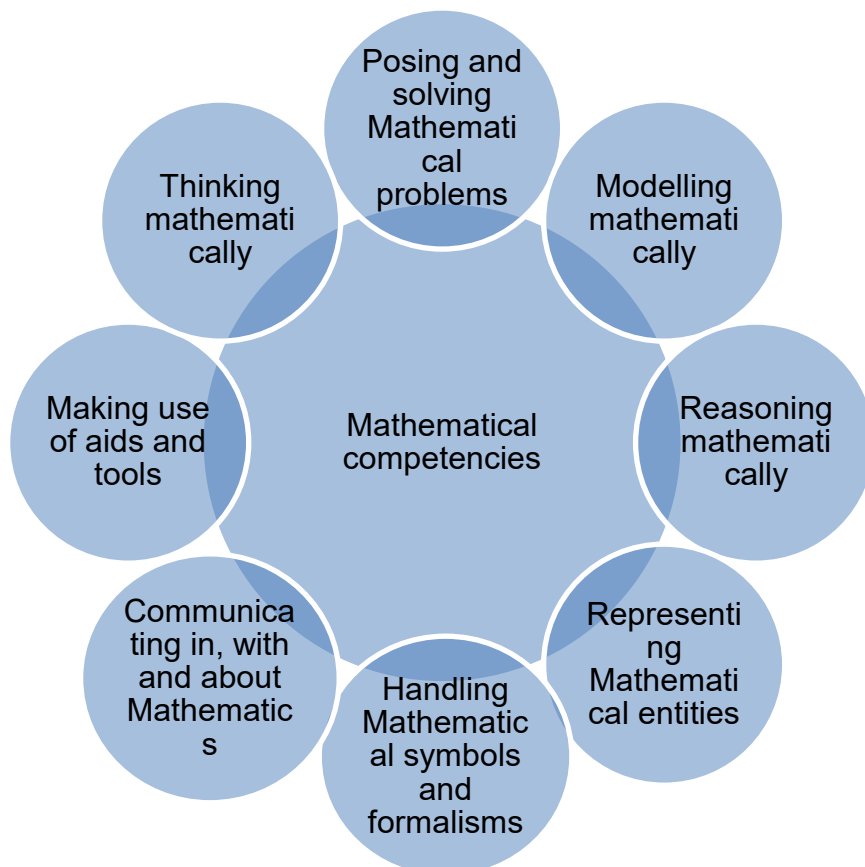 Posing and
solving
Mathemati
cal
problems
Modelling
mathemati
cally
Reasoning
mathemati
cally
Representi
ng
Mathemati
cal entities
Handling
Mathematic
al symbols
and
formalisms
Communica
ting in, with
and about
Mathematic
s
Making use
of aids and
tools
Thinking
mathemati
cally
Mathematical
competencies